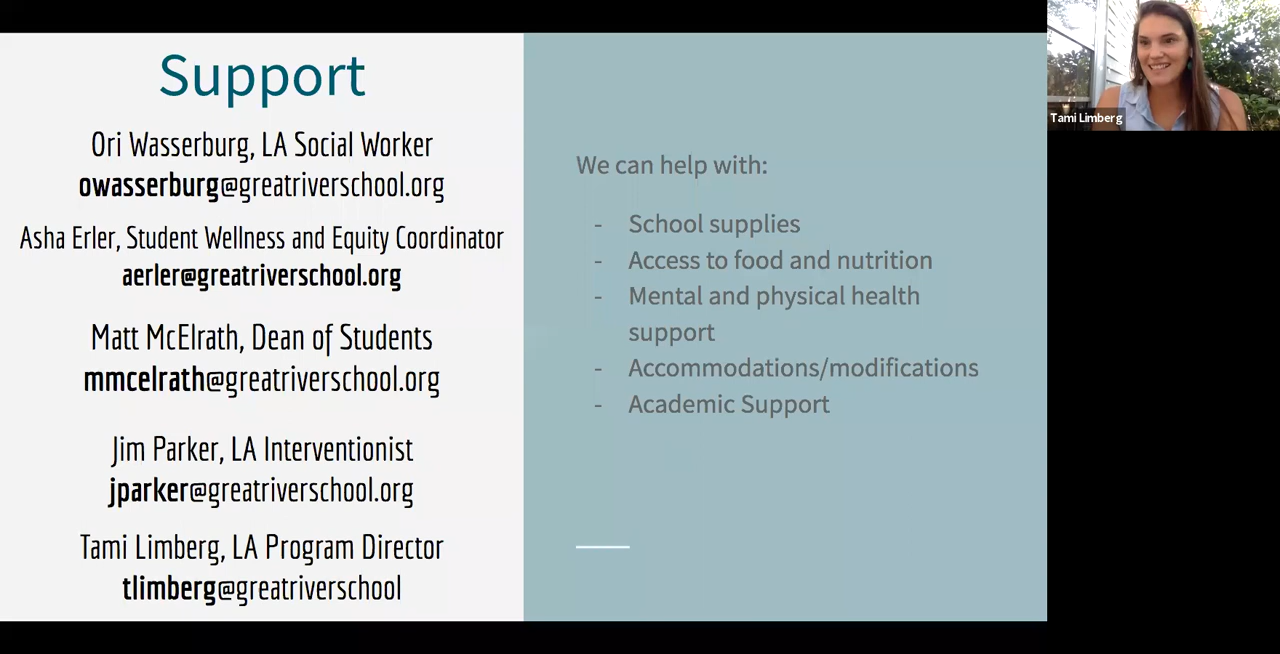 Support
Ori Wasserburg, LA Social Worker
owasserburg@greatriverschool.org
Asha Erler, Student Wellness and Equity Coordinator
aerler@greatriverschool.org
Matt McElrath, Dean of Students
mmcelrath@greatriverschool.org
Jim Parker, LA Interventionist
jparker@greatriverschool.org
Tami Limberg, LA Program Director
tlimberg@greatriverschool
We can help with:
- School supplies
- Access to food and nutrition
- Mental and physical health
support
- Accommodations/modifications
- Academic Support
Tami Limberg